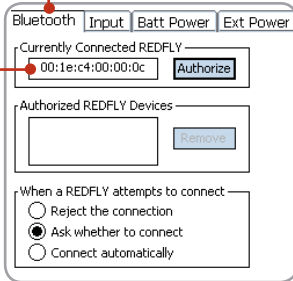 Bluetooth Input Batt Power Ext Power
Currently Connected REDFLY
00:1e:c4:00:00:0c Authorize
Authorized REDFLY Devices
Remove
When a REDFLY attempts to connect
Reject the connection
Ask whether to connect
Connect automatically